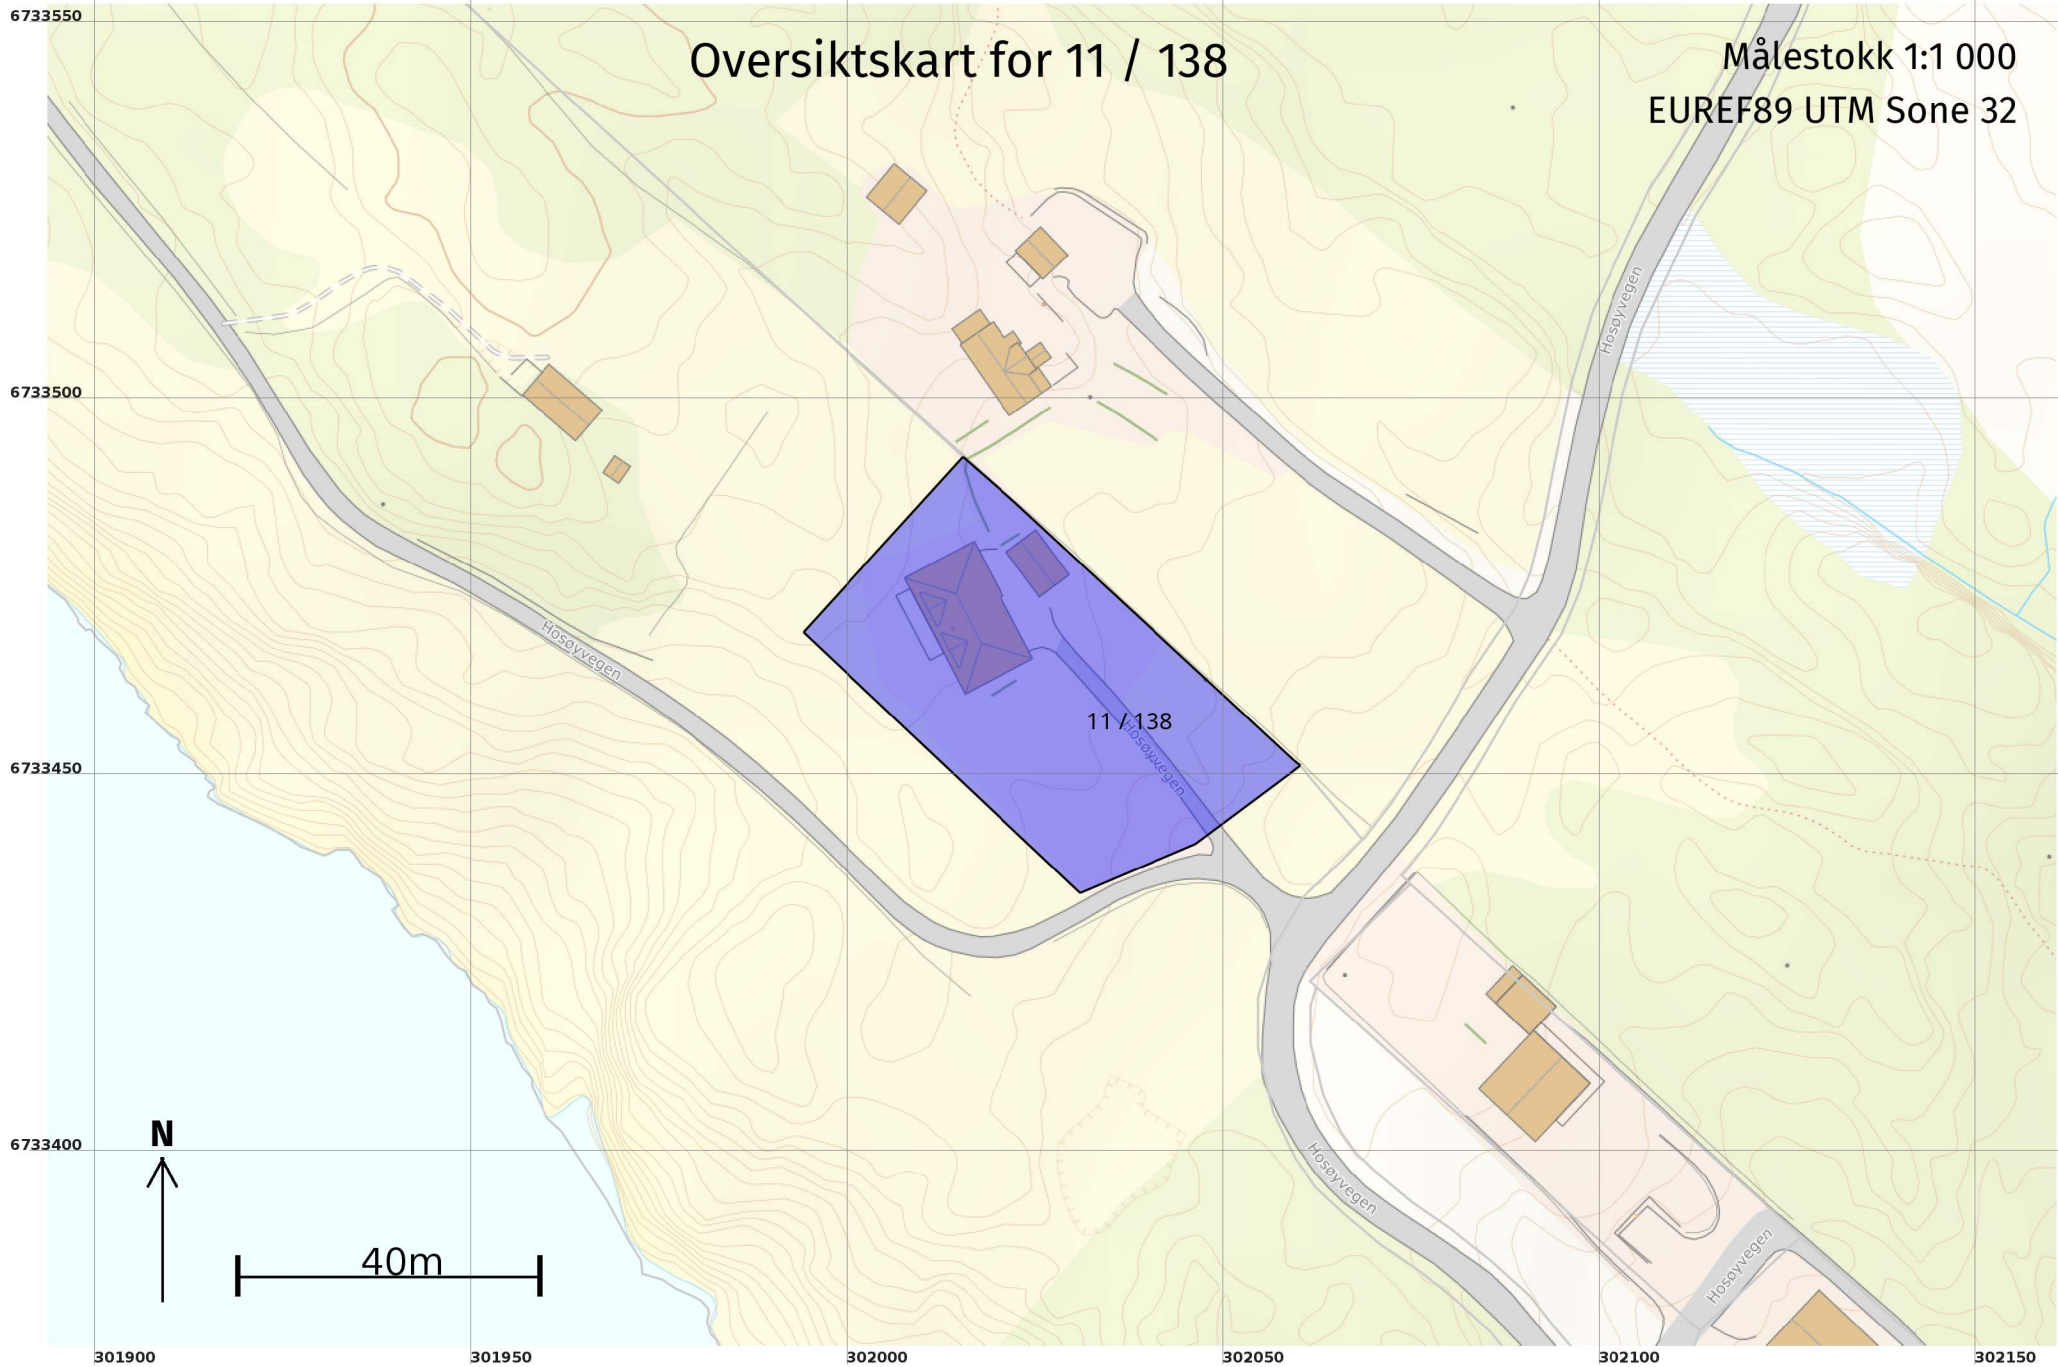 6733550
Oversiktskart for 11 / 138
Målestokk 1:1 000
EUREF89 UTM Sone 32
Hosøyvegen
6733500
Hosøyvegen
11 / 138
Hosøyvegen
6733450
N
6733400
Hosøyvegen
Hosøyvegen
40m
301900
301950
302000
302050
302100
302150